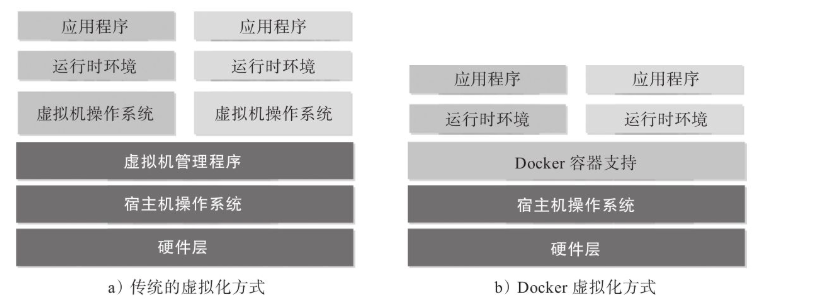 应用程序
应用程序
运行时环境
运行时环境
虚拟机操作系统
虚拟机操作系统
虚拟机管理程序
宿主机操作系统
硬件层
a）传统的虚拟化方式
应用程序
应用程序
运行时环境
运行时环境
Docker 容器支持
宿主机操作系统
硬件层
b）Docker 虚拟化方式